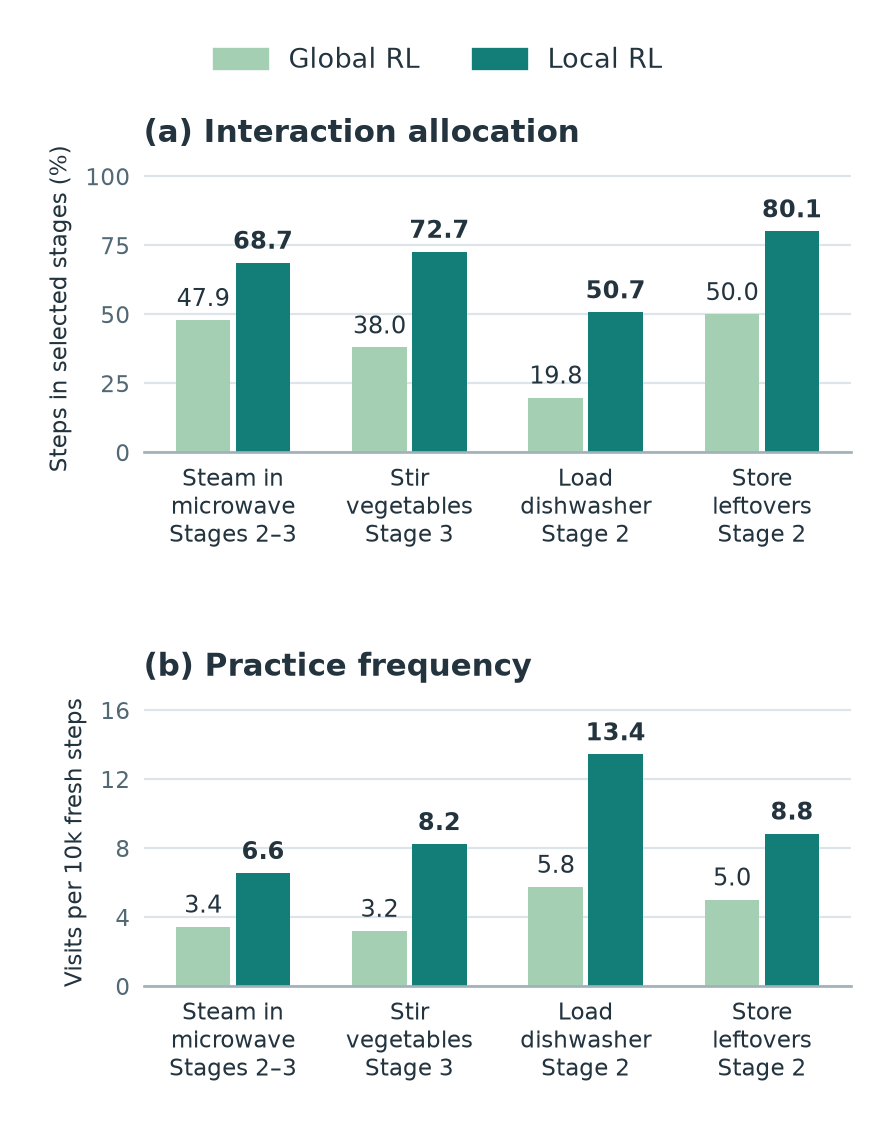 Global RL
Local RL
(a) Interaction allocation
Steps in selected stages (%)
100
75
50
25
0
47.9
68.7
38.0
72.7
19.8
50.7
50.0
80.1
Steam in
microwave
Stages 2–3
Stir
vegetables
Stage 3
Load
dishwasher
Stage 2
Store
leftovers
Stage 2
(b) Practice frequency
Visits per 10k fresh steps
16
12
8
4
0
3.4
6.6
3.2
8.2
5.8
13.4
5.0
8.8
Steam in
microwave
Stages 2–3
Stir
vegetables
Stage 3
Load
dishwasher
Stage 2
Store
leftovers
Stage 2